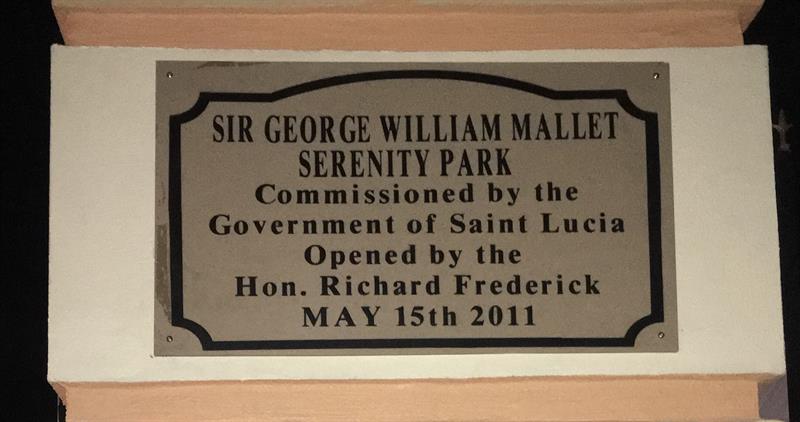 SIR GEORGE WILLIAM MALLET
SERENITY PARK
Commissioned by the
Government of Saint Lucia
Opened by the
Hon. Richard Frederick
MAY 15th 2011